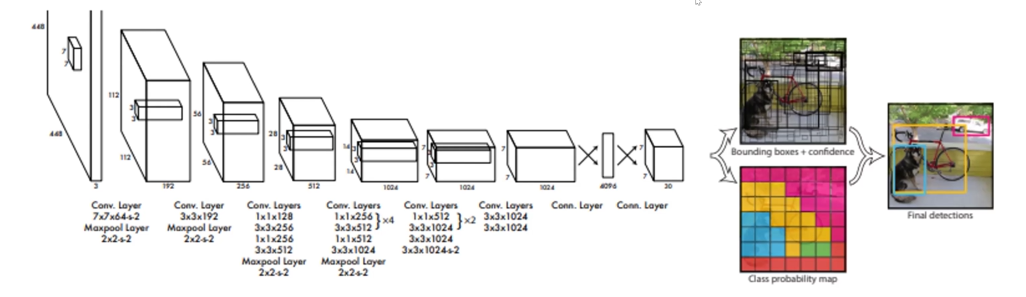 448
7
7
448
3
112
3
3
112
192
56
3
3
56
256
28
3
3
28
512
14
3
3
14
1024
7
3
3
7
1024
7
7
1024
4096
7
7
30
Conv. Layer
7x7x64-s-2
Maxpool Layer
2x2-s-2
Conv. Layer
3x3x192
Maxpool Layer
2x2-s-2
Conv. Layers
1x1x128
3x3x256
1x1x256
3x3x512
Maxpool Layer
2x2-s-2
Conv. Layers
1x1x256
3x3x512
}×4
1x1x512
3x3x1024
Maxpool Layer
2x2-s-2
Conv. Layers
1x1x512
3x3x1024
}×2
3x3x1024
3x3x1024-s-2
Conv. Layers
3x3x1024
3x3x1024
Conn. Layer
Conn. Layer
Bounding boxes + confidence
Class probability map
Final detections